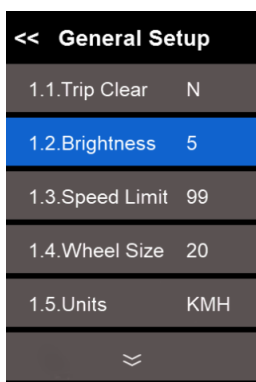 << General Setup
1.1.Trip Clear N
1.2.Brightness 5
1.3.Speed Limit 99
1.4.Wheel Size 20
1.5.Units KMH